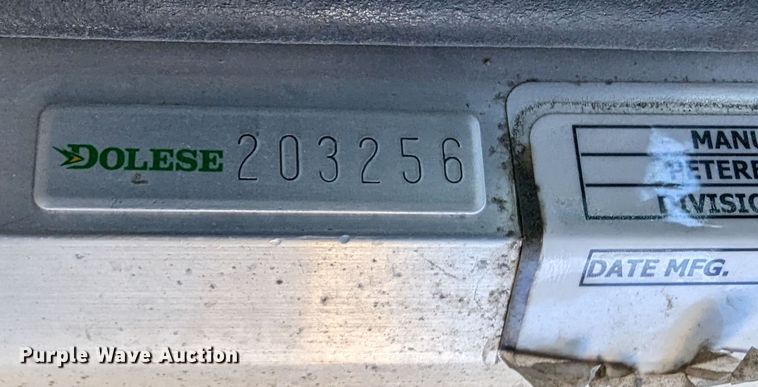 DOLESE 203256
MANU
PETERB
DIVISIO
DATE MFG.
Purple Wave Auction